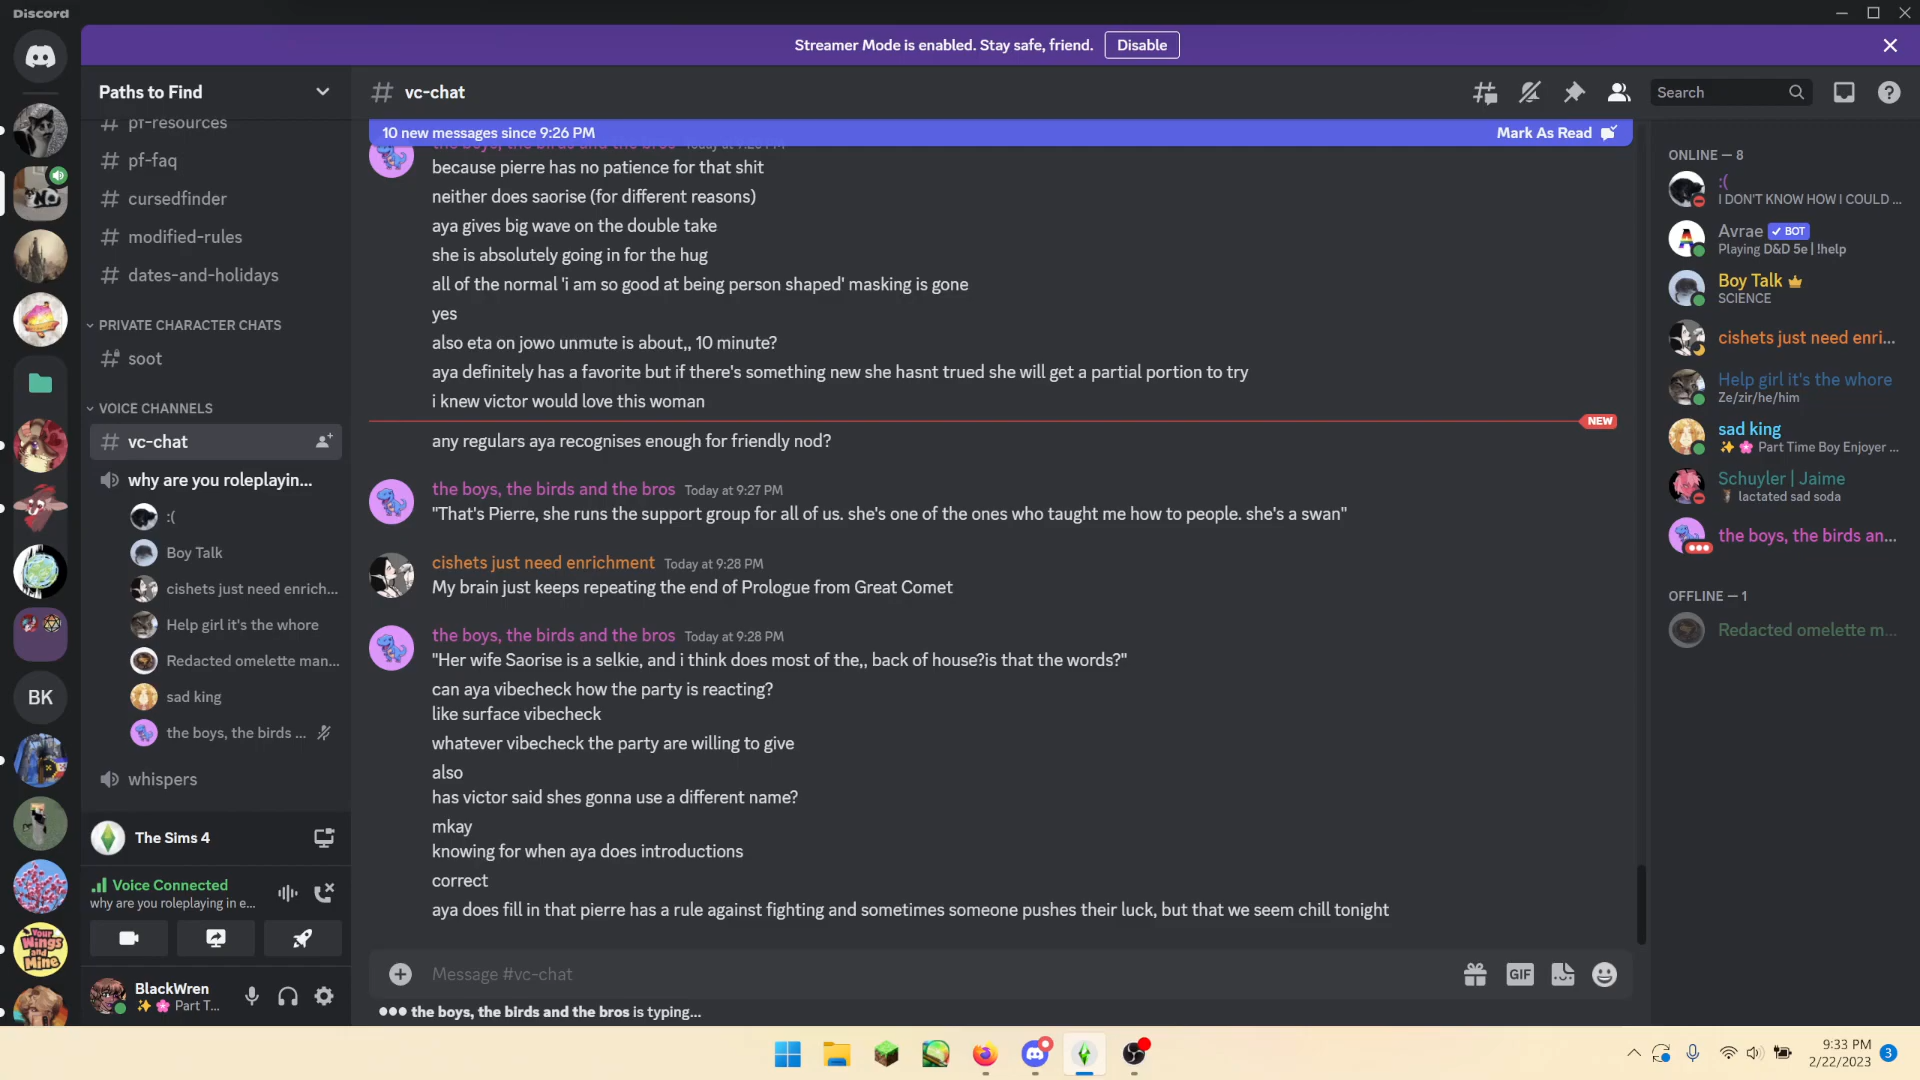 Discord
Streamer Mode is enabled. Stay safe, friend. Disable
Paths to Find
# vc-chat
Search
pf-resources
pf-faq
cursedfinder
modified-rules
dates-and-holidays
PRIVATE CHARACTER CHATS
soot
VOICE CHANNELS
vc-chat
why are you roleplayin...
:(
Boy Talk
cishets just need enrich...
Help girl it's the whore
Redacted omelette man...
sad king
the boys, the birds ...
whispers
BK
Your Wings and Mine
The Sims 4
Voice Connected
why are you roleplaying in e...
BlackWren
✨ 🌸 Part T...
10 new messages since 9:26 PM
Mark As Read
the boys, the birds and the bros
because pierre has no patience for that shit
neither does saorise (for different reasons)
aya gives big wave on the double take
she is absolutely going in for the hug
all of the normal 'i am so good at being person shaped' masking is gone
yes
also eta on jowo unmute is about,, 10 minute?
aya definitely has a favorite but if there's something new she hasnt trued she will get a partial portion to try
i knew victor would love this woman
NEW
any regulars aya recognises enough for friendly nod?
the boys, the birds and the bros Today at 9:27 PM
"That's Pierre, she runs the support group for all of us. she's one of the ones who taught me how to people. she's a swan"
cishets just need enrichment Today at 9:28 PM
My brain just keeps repeating the end of Prologue from Great Comet
the boys, the birds and the bros Today at 9:28 PM
"Her wife Saorise is a selkie, and i think does most of the,, back of house?is that the words?"
can aya vibecheck how the party is reacting?
like surface vibecheck
whatever vibecheck the party are willing to give
also
has victor said shes gonna use a different name?
mkay
knowing for when aya does introductions
correct
aya does fill in that pierre has a rule against fighting and sometimes someone pushes their luck, but that we seem chill tonight
Message #vc-chat
GIF
the boys, the birds and the bros is typing...
ONLINE — 8
:(
I DON'T KNOW HOW I COULD ...
Avrae ✓ BOT
Playing D&D 5e | !help
Boy Talk
SCIENCE
cishets just need enri...
Help girl it's the whore
Ze/zir/he/him
sad king
✨ 🌸 Part Time Boy Enjoyer ...
Schuyler | Jaime
lactated sad soda
the boys, the birds an...
OFFLINE — 1
Redacted omelette m...
9:33 PM
2/22/2023
3